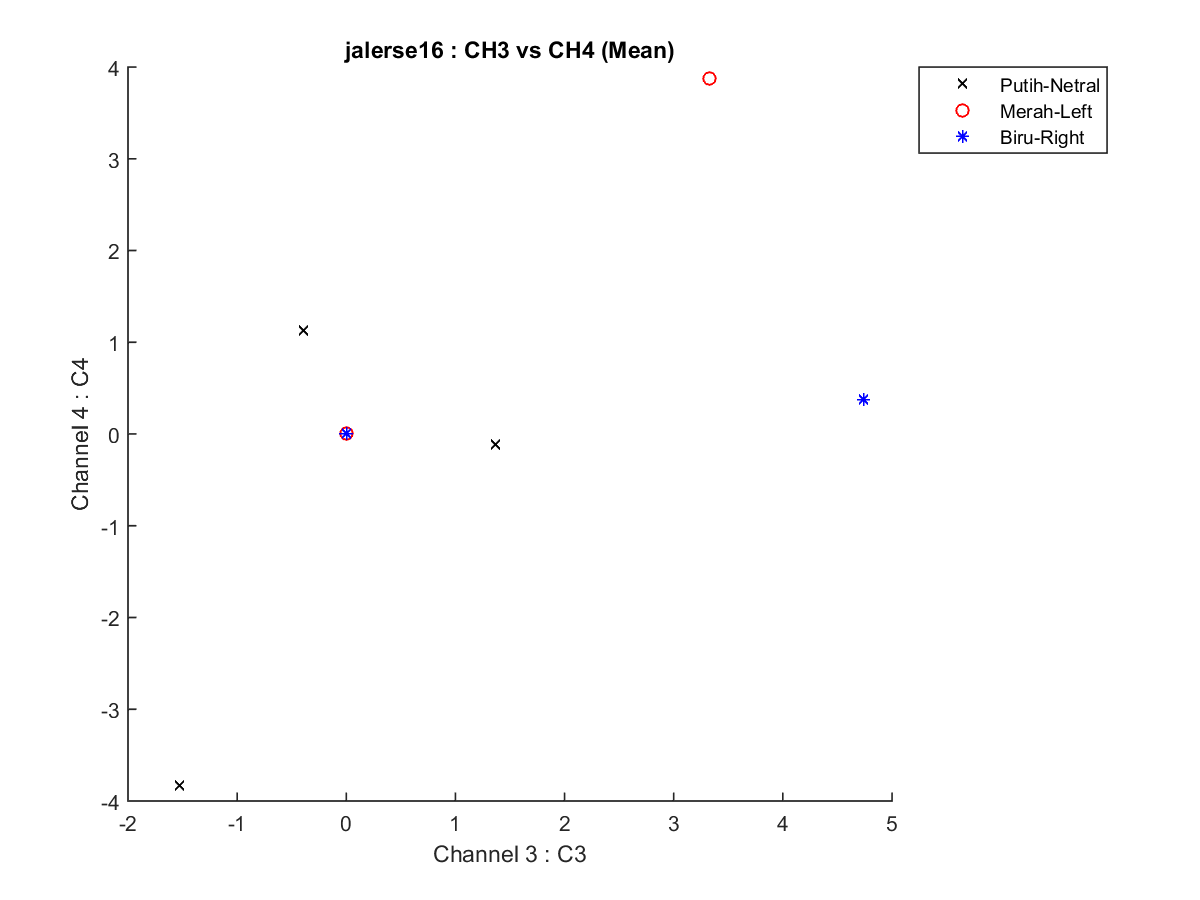 jalerse16 : CH3 vs CH4 (Mean)
Putih-Netral
Merah-Left
Biru-Right
4
3
2
1
0
-1
-2
-3
-4
Channel 4 : C4
-2 -1 0 1 2 3 4 5
Channel 3 : C3